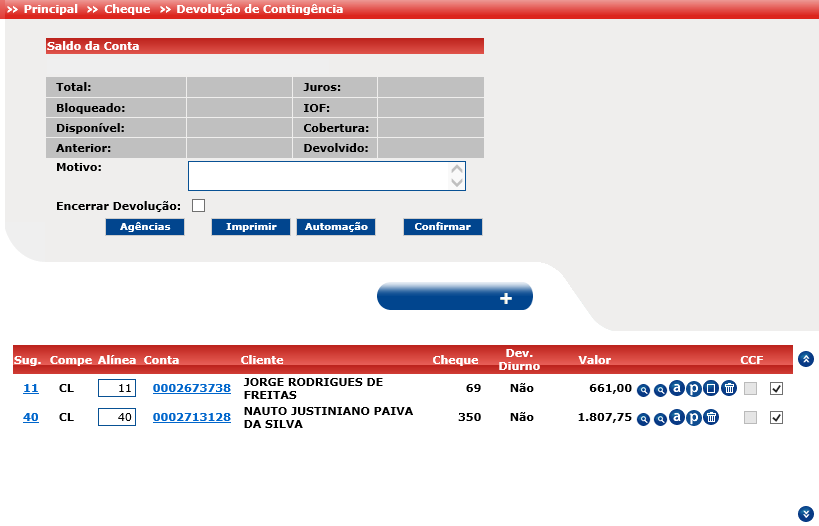 >> Principal >> Cheque >> Devolução de Contingência
Saldo da Conta
Total: Juros:
Bloqueado: IOF:
Disponível: Cobertura:
Anterior: Devolvido:
Motivo:
Encerrar Devolução:
Agências Imprimir Automação Confirmar
+
Sug. Compe Alínea Conta Cliente Cheque Dev. Diurno Valor CCF
11 CL 11 0002673738 JORGE RODRIGUES DE FREITAS 69 Não 661,00 a p
40 CL 40 0002713128 NAUTO JUSTINIANO PAIVA DA SILVA 350 Não 1.807,75 a p